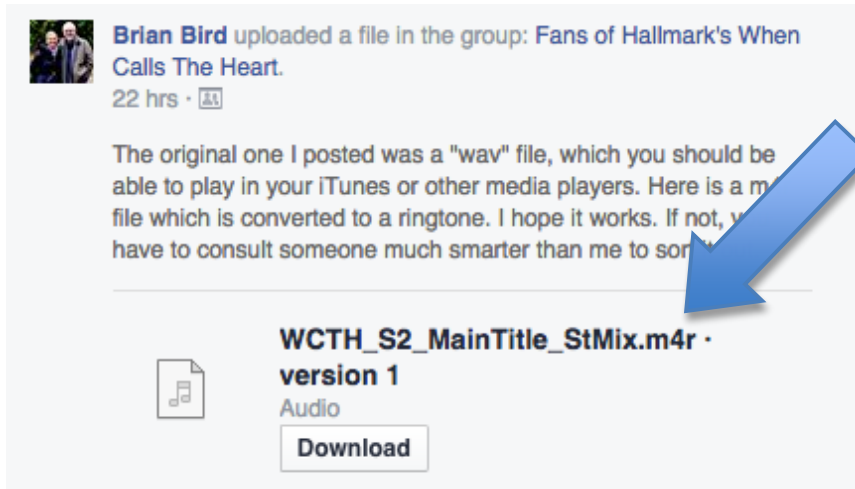 Brian Bird uploaded a file in the group: Fans of Hallmark's When
Calls The Heart.
22 hrs ·
The original one I posted was a "wav" file, which you should be
able to play in your iTunes or other media players. Here is a
file which is converted to a ringtone. I hope it works. If not,
have to consult someone much smarter than me to
WCTH_S2_MainTitle_StMix.m4r ·
version 1
Audio
Download